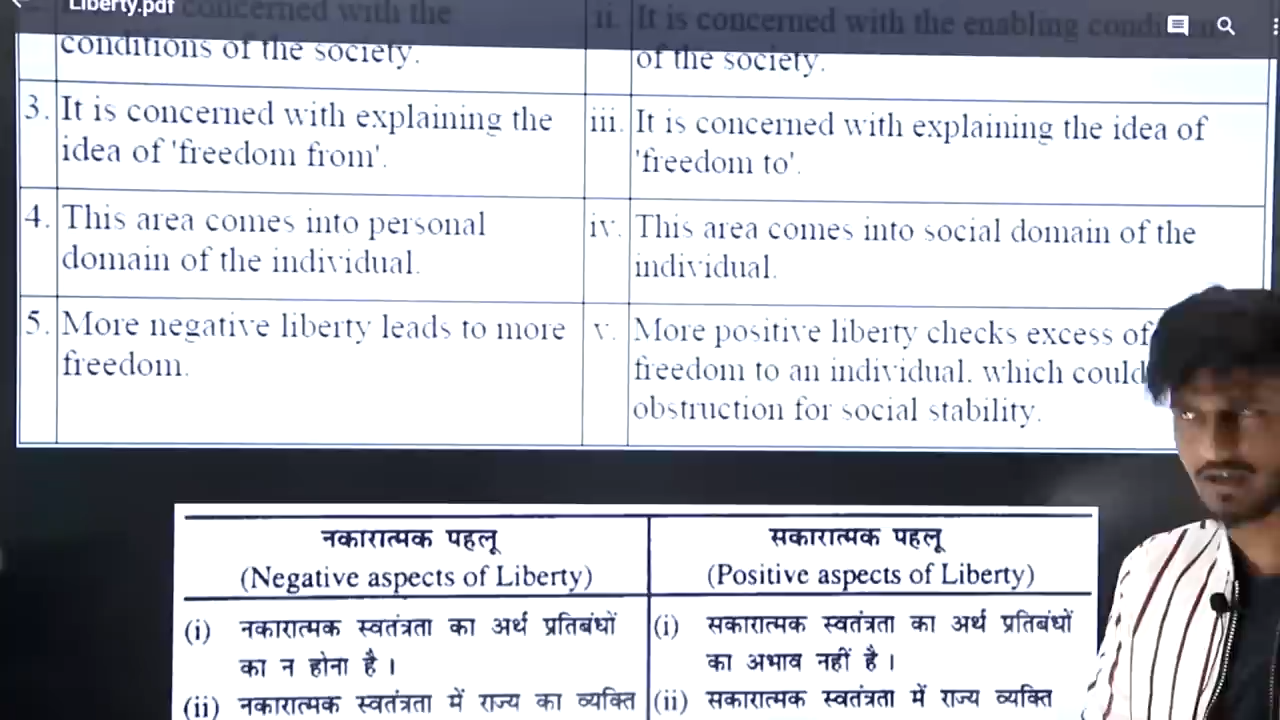 Liberty.pdf
concerned with the
conditions of the society.
ii. It is concerned with the enabling
of the society.
3. It is concerned with explaining the
idea of 'freedom from'.
iii. It is concerned with explaining the idea of
'freedom to'.
4. This area comes into personal
domain of the individual.
iv. This area comes into social domain of the
individual.
5. More negative liberty leads to more
freedom.
v. More positive liberty checks excess of
freedom to an individual. which could
obstruction for social stability.
नकारात्मक पहलू
(Negative aspects of Liberty)
सकारात्मक पहलू
(Positive aspects of Liberty)
(i) नकारात्मक स्वतंत्रता का अर्थ प्रतिबंधों
का न होना है ।
(i) सकारात्मक स्वतंत्रता का अर्थ प्रतिबंधों
का अभाव नहीं है ।
(ii) नकारात्मक स्वतंत्रता में राज्य का व्यक्ति
(ii) सकारात्मक स्वतंत्रता में राज्य व्यक्ति